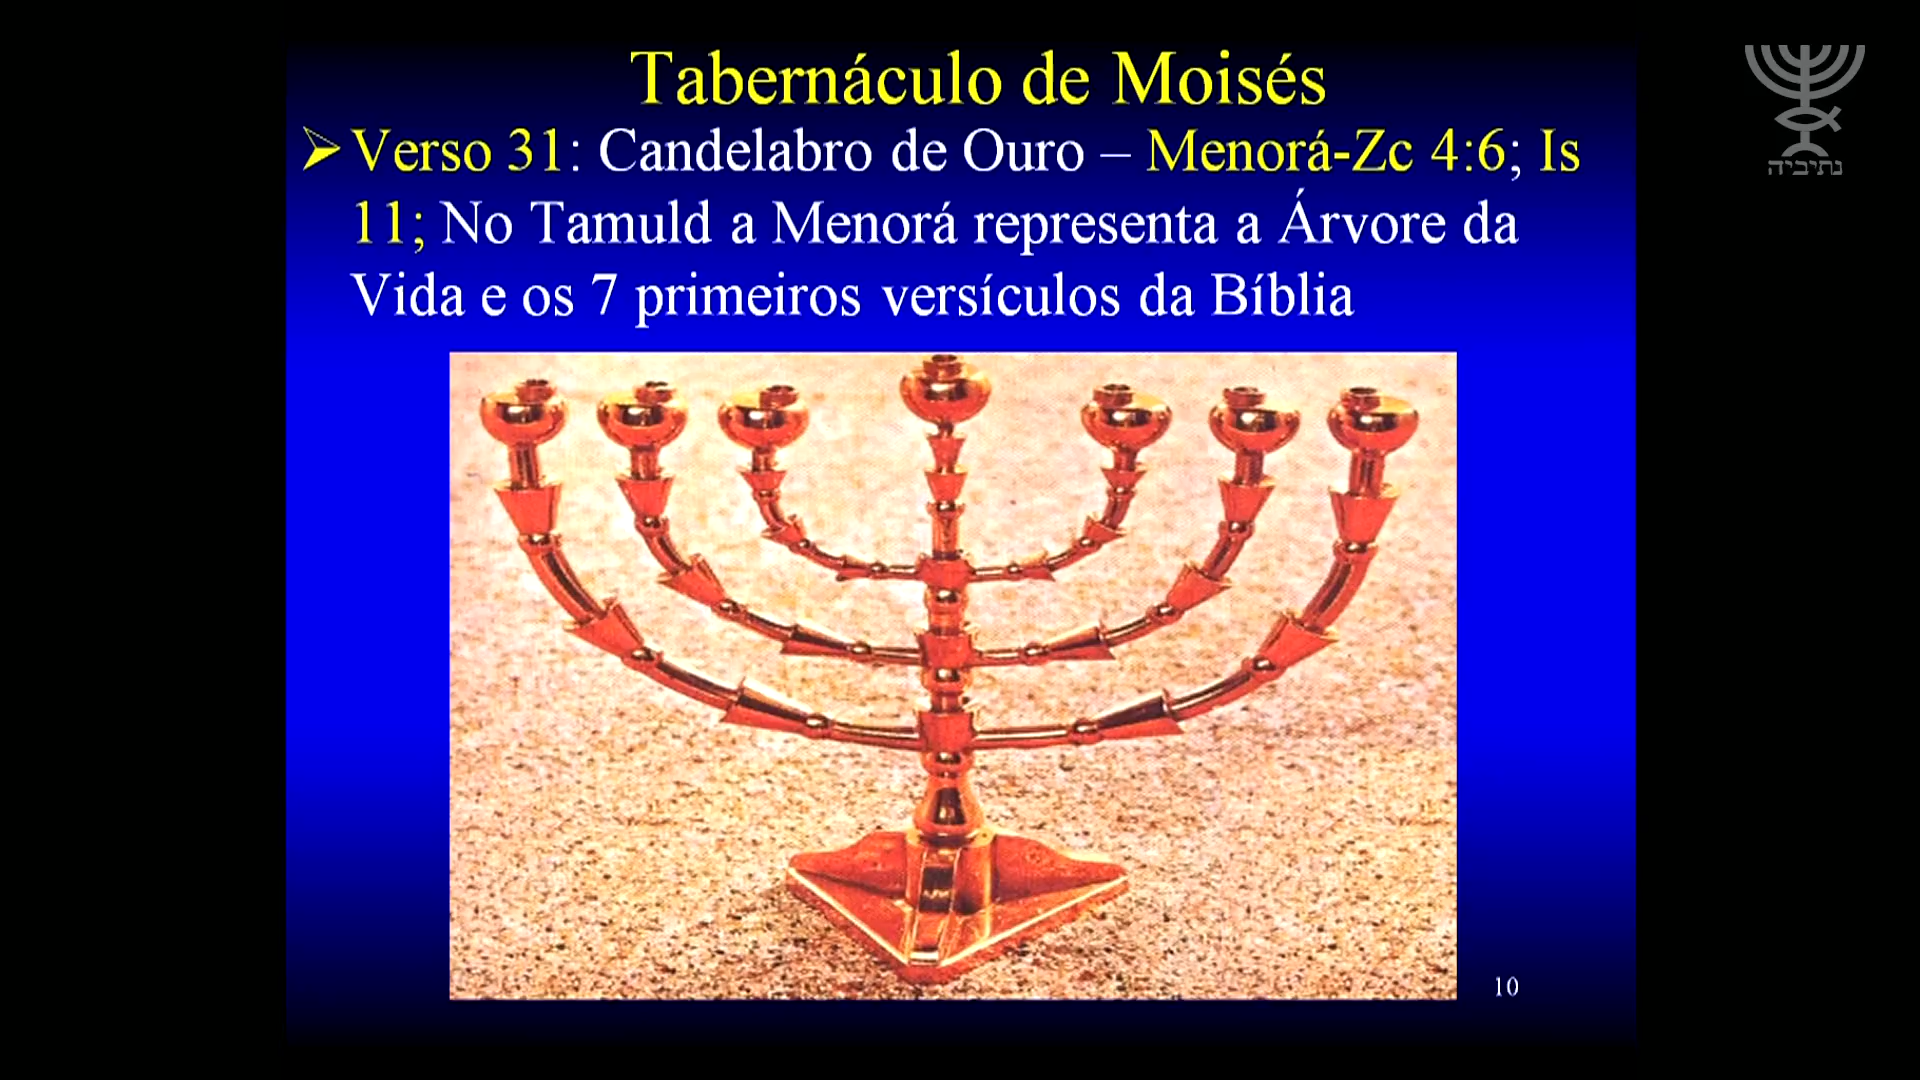 Tabernáculo de Moisés
Verso 31: Candelabro de Ouro – Menorá-Zc 4:6; Is
11; No Tamuld a Menorá representa a Árvore da
Vida e os 7 primeiros versículos da Bíblia
נתיביה
10